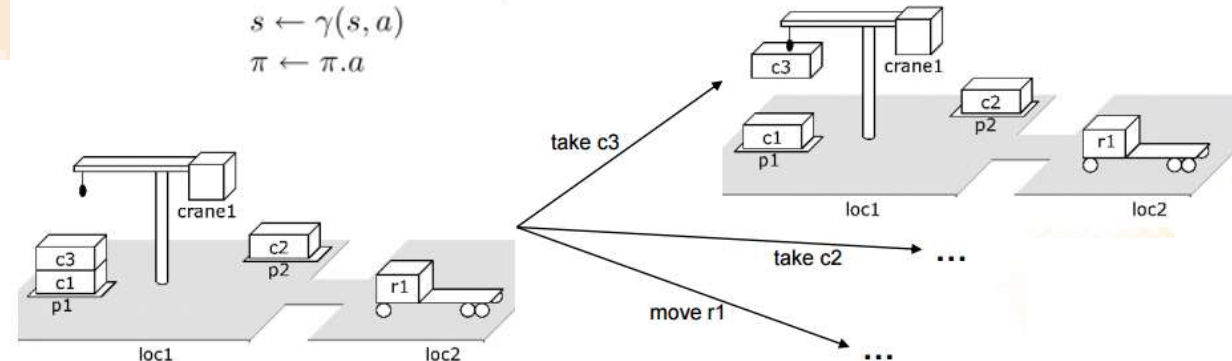 s ← γ(s, a)
π ← π.a
c3
crane1
c1
p1
c2
p2
r1
loc1
loc2
take c3
take c2
...
move r1
...
crane1
c3
c1
p1
c2
p2
r1
loc1
loc2